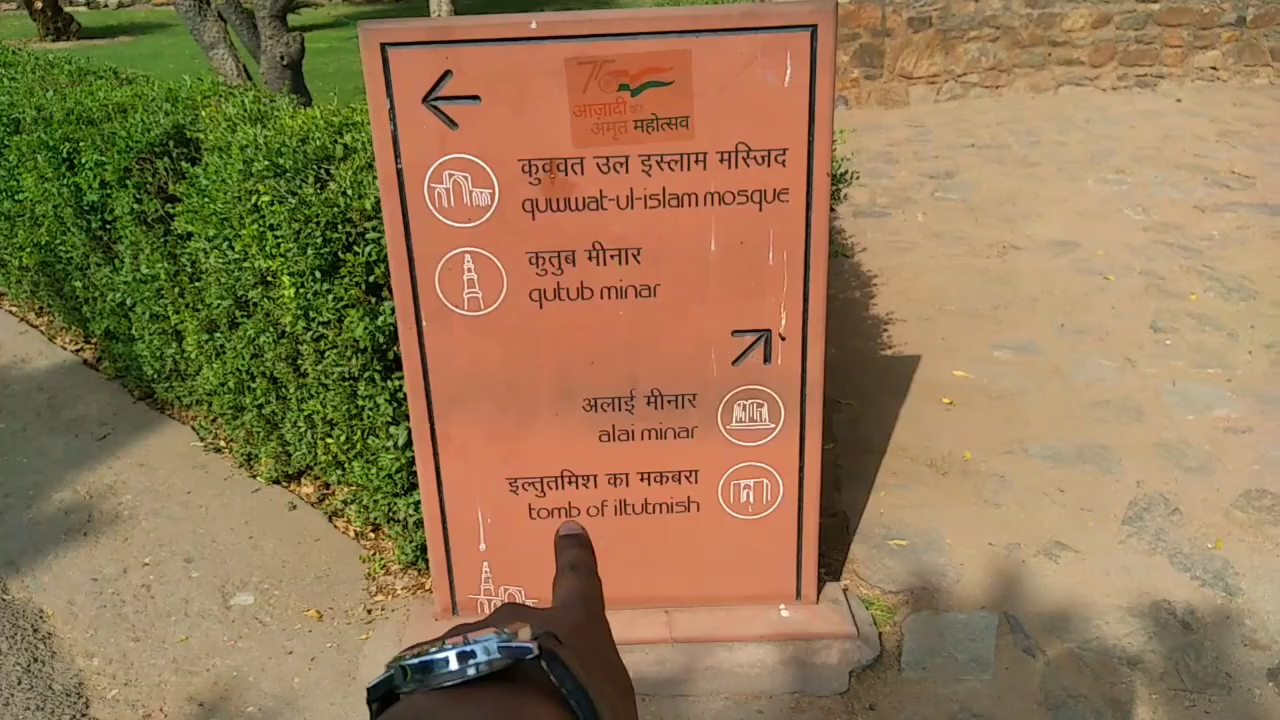 75
आज़ादी का
अमृत महोत्सव
कुव्वत उल इस्लाम मस्जिद
quwwat-ul-islam mosque
कुतुब मीनार
qutub minar
अलाई मीनार
alai minar
इल्तुतमिश का मकबरा
tomb of iltutmish